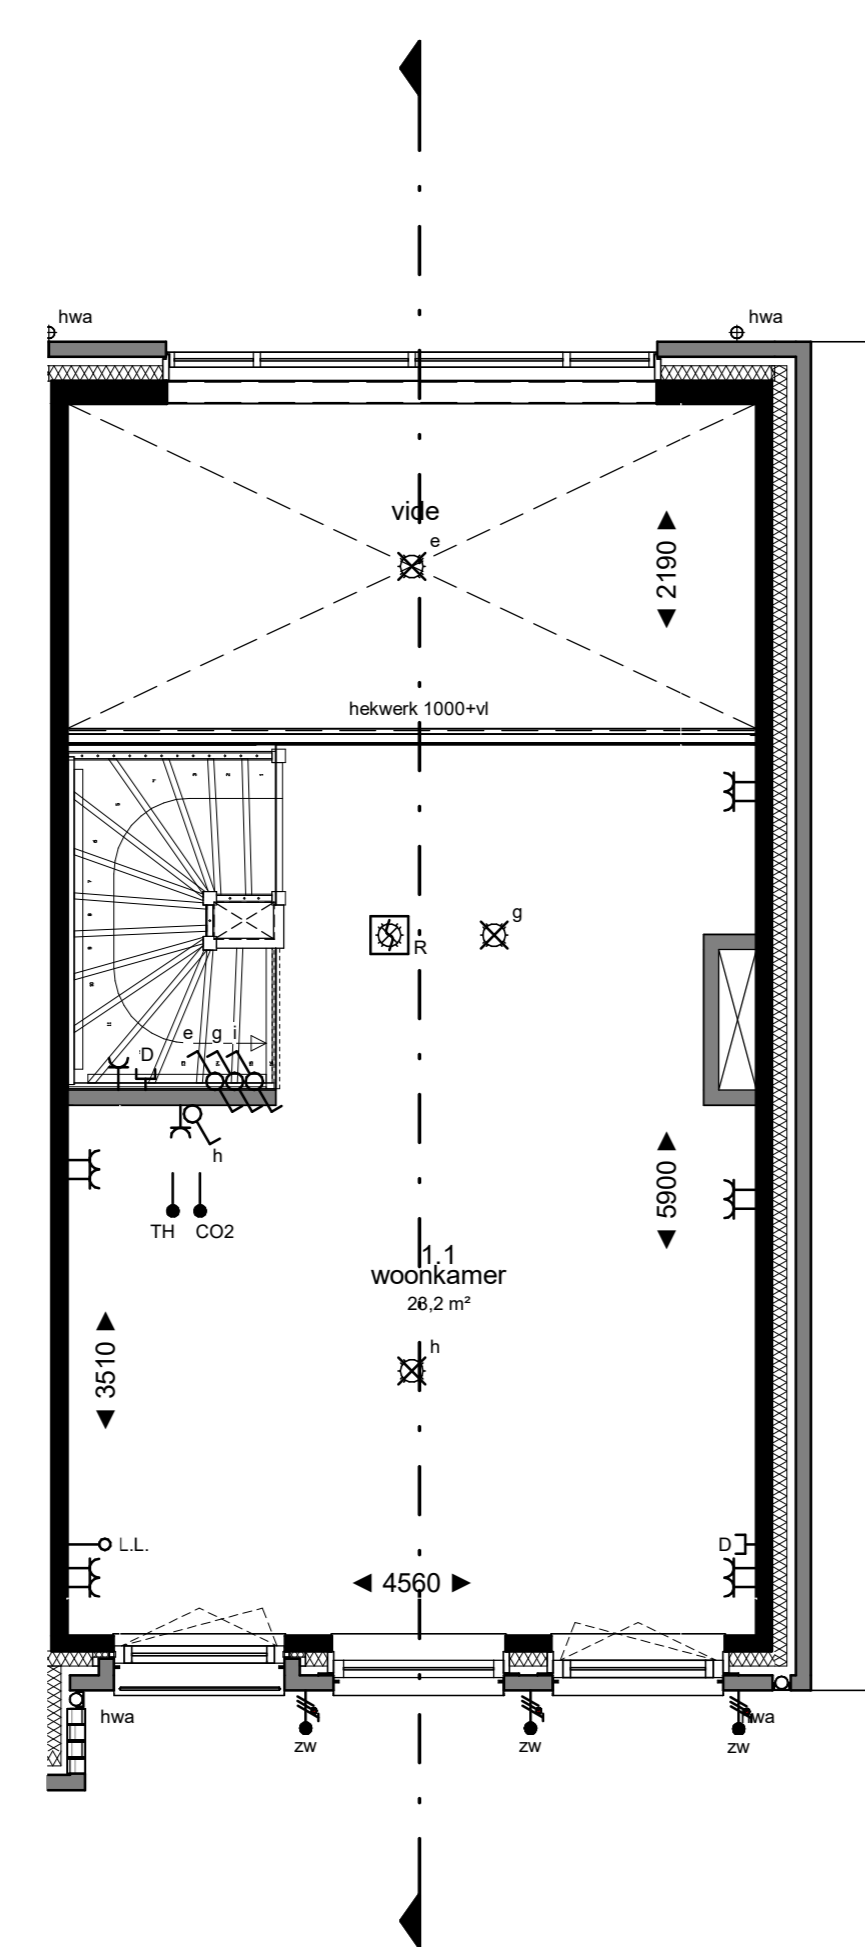 hwa
hwa
vide
e
2190
hekwerk 1000+vl
g
R
e g i
D
h
TH
CO2
5900
1.1
woonkamer
28,2 m²
h
3510
L.L.
D
4560
hwa
hwa
zw
zw
zw